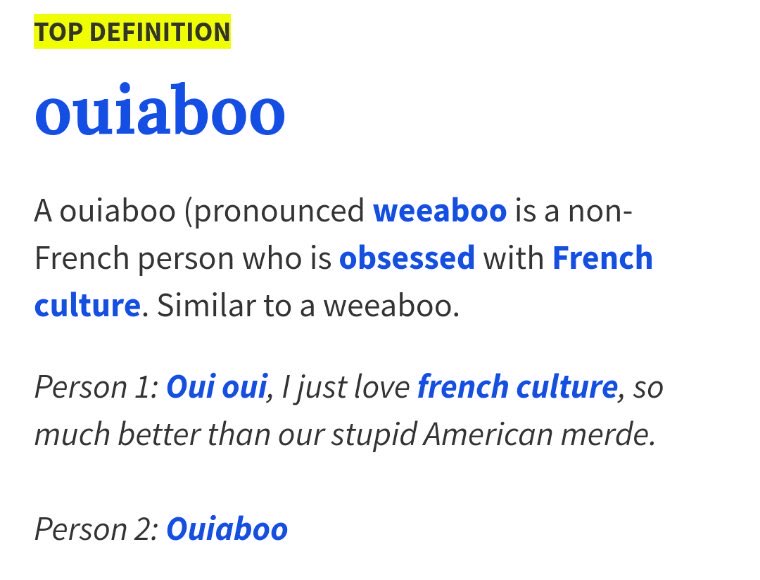 TOP DEFINITION
ouiaboo
A ouiaboo (pronounced weeaboo is a non-
French person who is obsessed with French
culture. Similar to a weeaboo.
Person 1: Oui oui, I just love french culture, so
much better than our stupid American merde.
Person 2: Ouiaboo